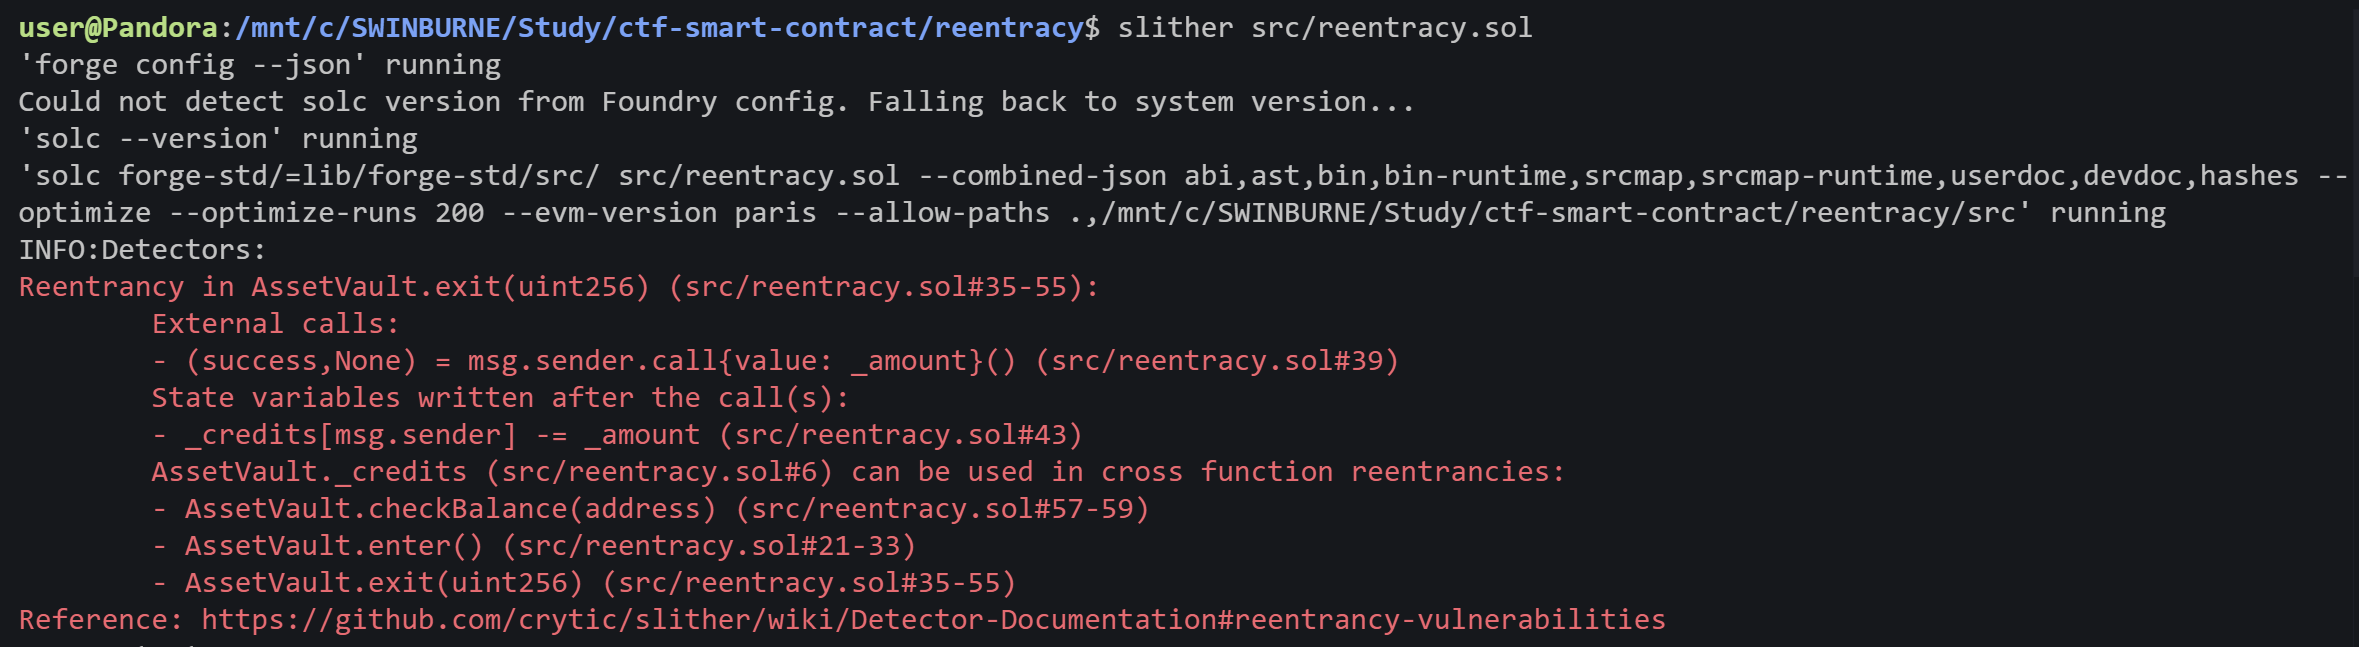 user@Pandora:/mnt/c/SWINBURNE/Study/ctf-smart-contract/reentracy$ slither src/reentracy.sol
'forge config --json' running
Could not detect solc version from Foundry config. Falling back to system version...
'solc --version' running
'solc forge-std/=lib/forge-std/src/ src/reentracy.sol --combined-json abi,ast,bin,bin-runtime,srcmap,srcmap-runtime,userdoc,devdoc,hashes --
optimize --optimize-runs 200 --evm-version paris --allow-paths .,/mnt/c/SWINBURNE/Study/ctf-smart-contract/reentracy/src' running
INFO:Detectors:
Reentrancy in AssetVault.exit(uint256) (src/reentracy.sol#35-55):
        External calls:
        - (success,None) = msg.sender.call{value: _amount}() (src/reentracy.sol#39)
        State variables written after the call(s):
        - _credits[msg.sender] -= _amount (src/reentracy.sol#43)
        AssetVault._credits (src/reentracy.sol#6) can be used in cross function reentrancies:
        - AssetVault.checkBalance(address) (src/reentracy.sol#57-59)
        - AssetVault.enter() (src/reentracy.sol#21-33)
        - AssetVault.exit(uint256) (src/reentracy.sol#35-55)
Reference: https://github.com/crytic/slither/wiki/Detector-Documentation#reentrancy-vulnerabilities